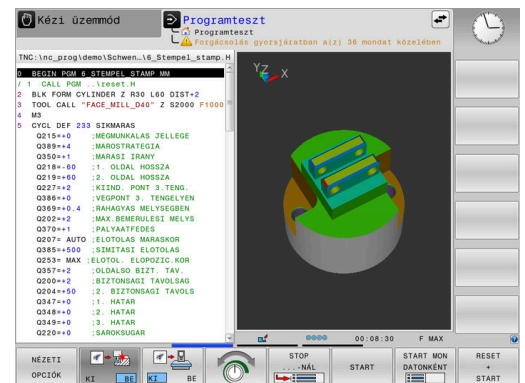 Kézi üzemmód
Programteszt
Programteszt
Forgácsolás gyorsjáratban a(z) 36 mondat közelében
TNC:\nc_prog\demo\Schwen…\6_Stempel_stamp.H
0 BEGIN PGM 6_STEMPEL_STAMP MM
/ 1 CALL PGM ..\reset.H
2 BLK FORM CYLINDER Z R30 L60 DIST+2
3 TOOL CALL "FACE_MILL_D40" Z S2000 F1000
4 M3
5 CYCL DEF 233 SIKMARAS
Q215=+0 ;MEGMUNKALAS JELLEGE
Q389=+4 ;MAROSTRATEGIA
Q350=+1 ;MARASI IRANY
Q218=-60 ;1. OLDAL HOSSZA
Q219=+60 ;2. OLDAL HOSSZA
Q227=+2 ;KIIND. PONT 3.TENG.
Q386=+0 ;VEGPONT 3. TENGELYEN
Q369=+0.4 ;RAHAGYAS MELYSEGBEN
Q202=+2 ;MAX.BEMERULESI MELYS
Q370=+1 ;PALYAATFEDES
Q207= AUTO ;ELOTOLAS MARASKOR
Q385=+500 ;SIMITASI ELOTOLAS
Q253= MAX ;ELOTOL. ELOPOZIC.KOR
Q357=+2 ;OLDALSO BIZT. TAV.
Q200=+2 ;BIZTONSAGI TAVOLSAG
Q204=+50 ;2. BIZTONSAGI TAVOLS
Q347=+0 ;1. HATAR
Q348=+0 ;2. HATAR
Q349=+0 ;3. HATAR
Q220=+0 ;SAROKSUGAR
Y Z X
00:08:30 F MAX
NÉZETI OPCIÓK
KI BE
KI BE
STOP ...-NÁL
START
START MON DATONKÉNT
RESET + START